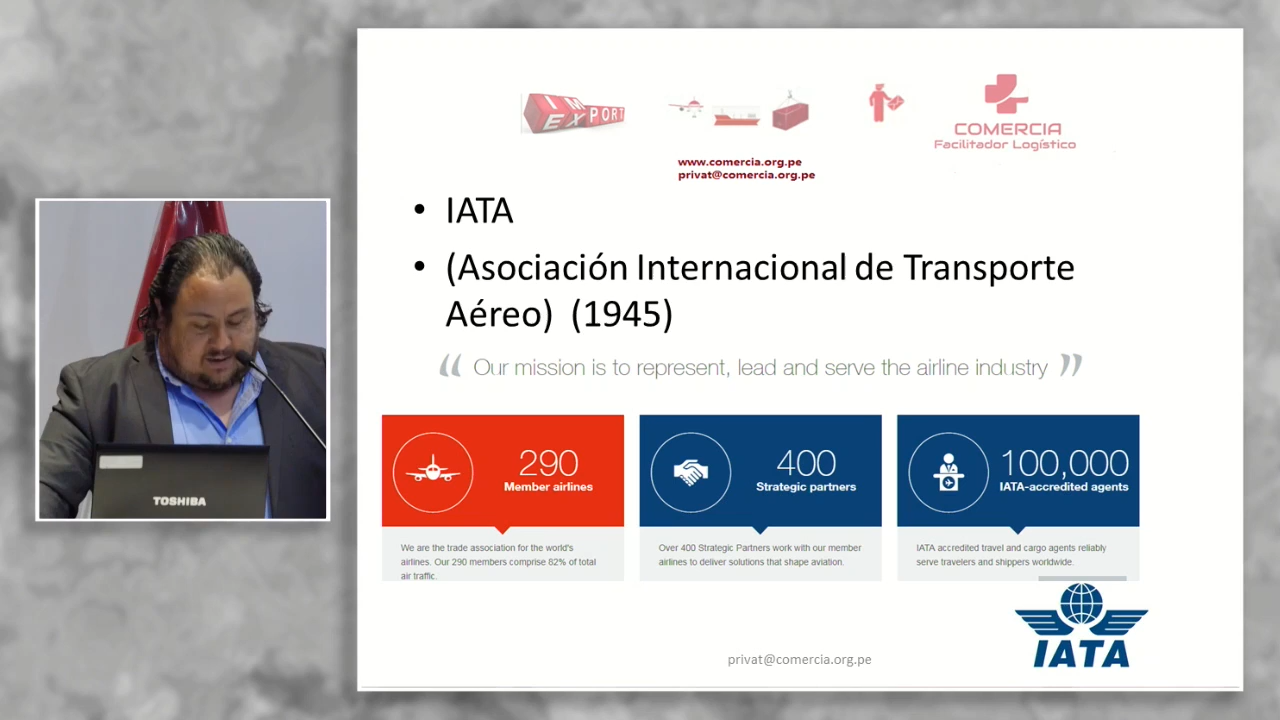 IM
EXPORT
COMERCIA
Facilitador Logístico
www.comercia.org.pe
privat@comercia.org.pe
• IATA
• (Asociación Internacional de Transporte
Aéreo) (1945)
“ Our mission is to represent, lead and serve the airline industry ”
290
Member airlines
We are the trade association for the world's
airlines. Our 290 members comprise 82% of total
air traffic.
400
Strategic partners
Over 400 Strategic Partners work with our member
airlines to deliver solutions that shape aviation.
100,000
IATA-accredited agents
IATA accredited travel and cargo agents reliably
serve travelers and shippers worldwide.
IATA
privat@comercia.org.pe
TOSHIBA